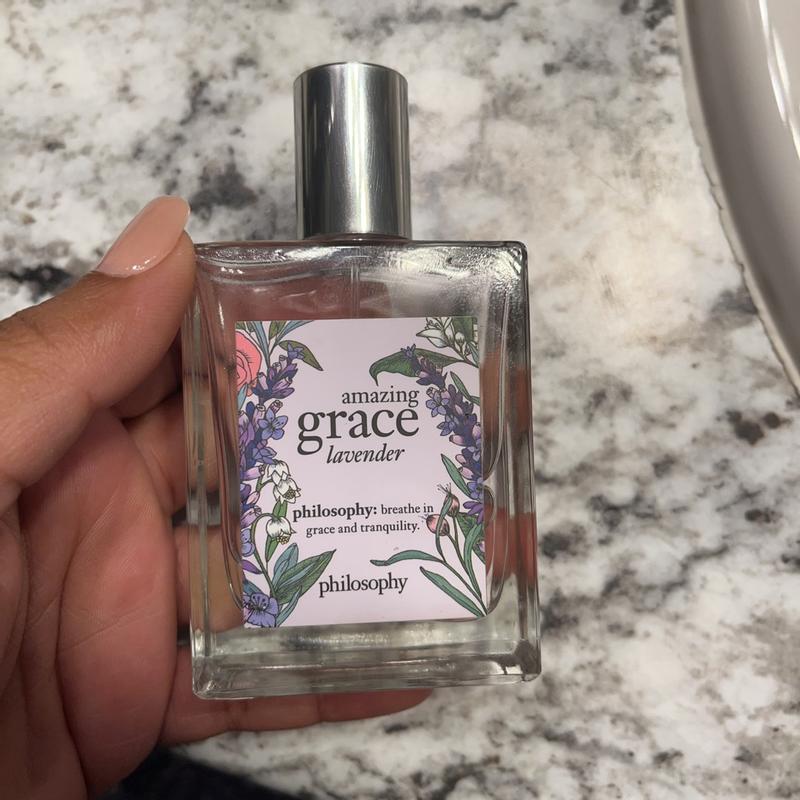 amazing
grace
lavender
philosophy: breathe in
grace and tranquility.
philosophy